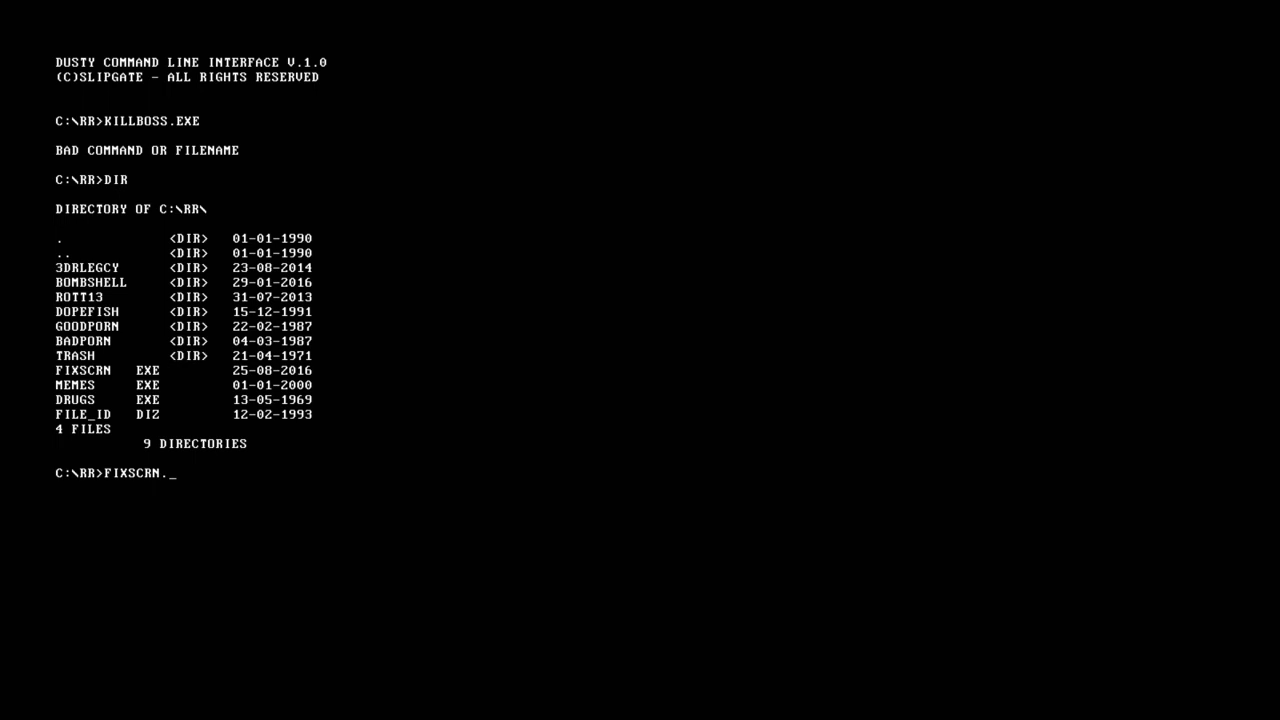 DUSTY COMMAND LINE INTERFACE V.1.0
(C)SLIPGATE - ALL RIGHTS RESERVED
C:\RR>KILLBOSS.EXE
BAD COMMAND OR FILENAME
C:\RR>DIR
DIRECTORY OF C:\RR\
. <DIR> 01-01-1990
.. <DIR> 01-01-1990
3DRLEGCY <DIR> 23-08-2014
BOMBSHELL <DIR> 29-01-2016
ROTT13 <DIR> 31-07-2013
DOPEFISH <DIR> 15-12-1991
GOODPORN <DIR> 22-02-1987
BADPORN <DIR> 04-03-1987
TRASH <DIR> 21-04-1971
FIXSCRN EXE 25-08-2016
MEMES EXE 01-01-2000
DRUGS EXE 13-05-1969
FILE_ID DIZ 12-02-1993
4 FILES
9 DIRECTORIES
C:\RR>FIXSCRN._